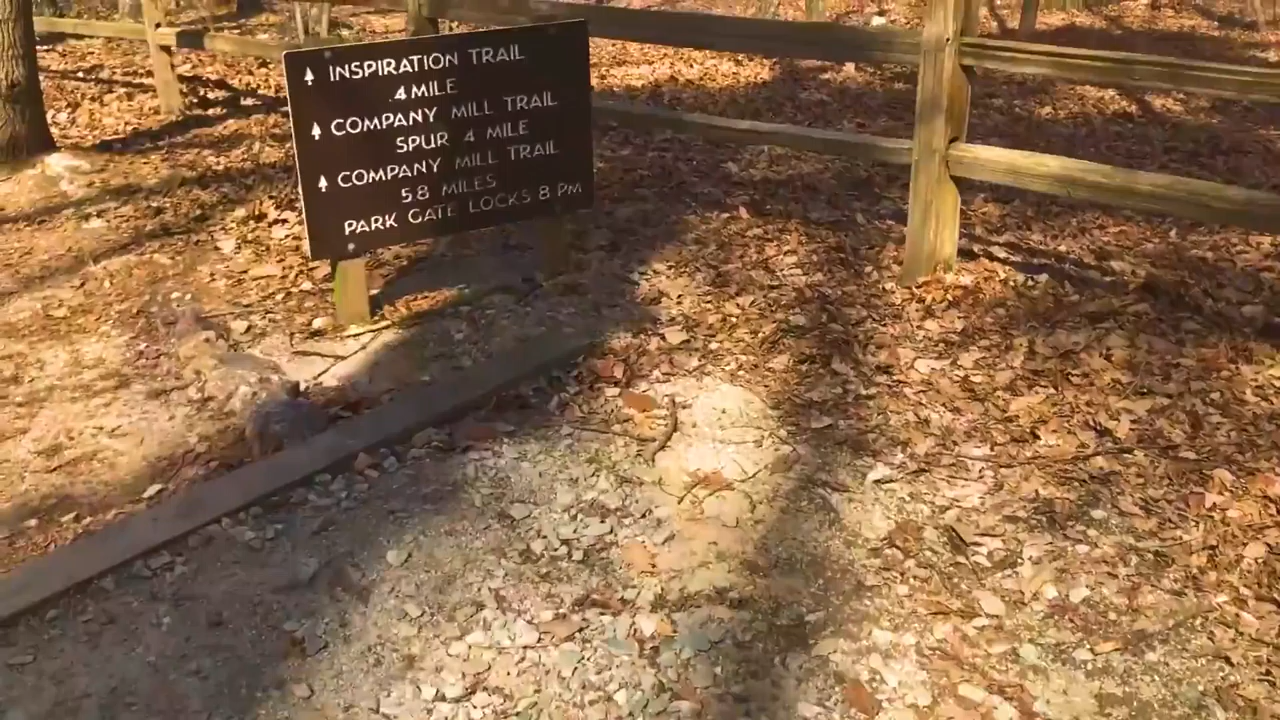 INSPIRATION TRAIL
.4 MILE
COMPANY MILL TRAIL
SPUR 4 MILE
COMPANY MILL TRAIL
5.8 MILES
PARK GATE LOCKS 8 PM